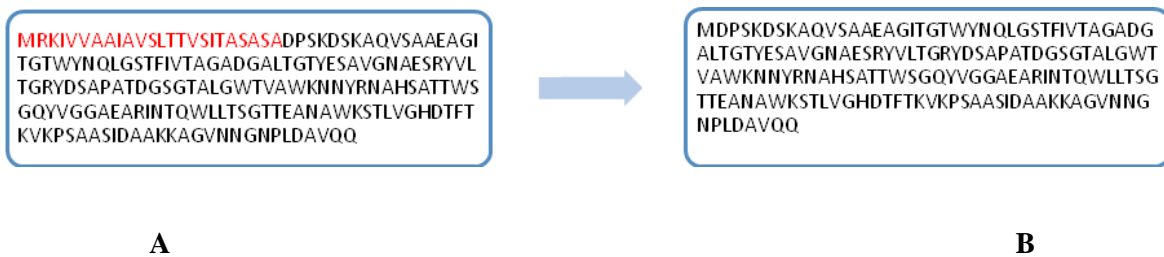 MRKIVVAAIAVSLTTVSITASASADPSKDSKAQVSAAEAGI
TGTWYNQLGSTFIVTAGADGALTGTYESAVGNAESRYVL
TGRYDSAPATDGSGTALGWTVAWKNNYRNAHSATTWS
GQYVGGAEARINTQWLLTSGTTEANAWKSTLVGHDTFT
KVKPSAASIDAAKKAGVNNGNPLDAVQQ
MDPSKDSKAQVSAAEAGITGTWYNQLGSTFIVTAGADG
ALTGTYESAVGNAESRYVLTGRYDSAPATDGSGTALGWT
VAWKNNYRNAHSATTWSGQYVGGAEARINTQWLLTSG
TTEANAWKSTLVGHDTFTKVKPSAASIDAAKKAGVNNG
NPLDAVQQ
A
B